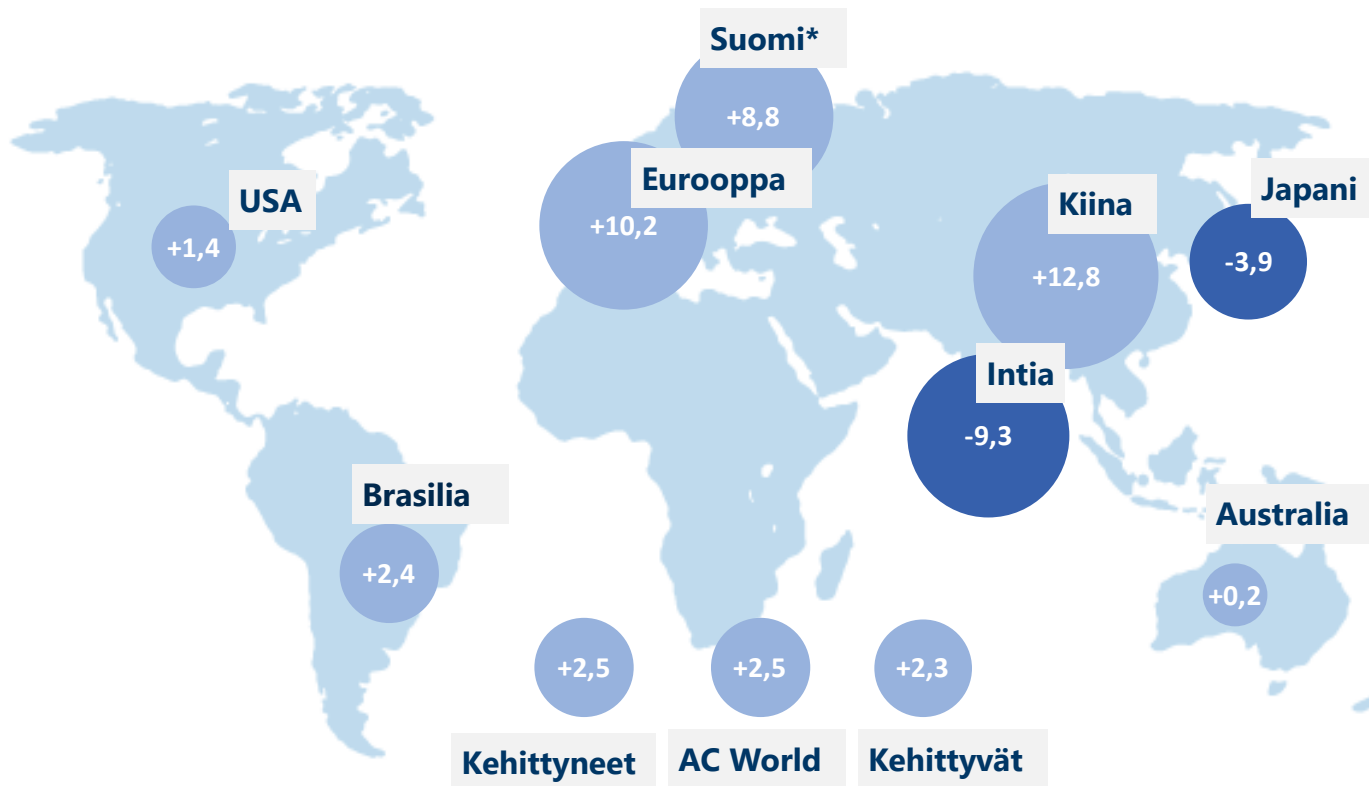 Suomi*
+8,8
Eurooppa
+10,2
USA
+1,4
Kiina
+12,8
Japani
-3,9
Intia
-9,3
Brasilia
+2,4
Australia
+0,2
+2,5
+2,5
+2,3
Kehittyneet
AC World
Kehittyvät